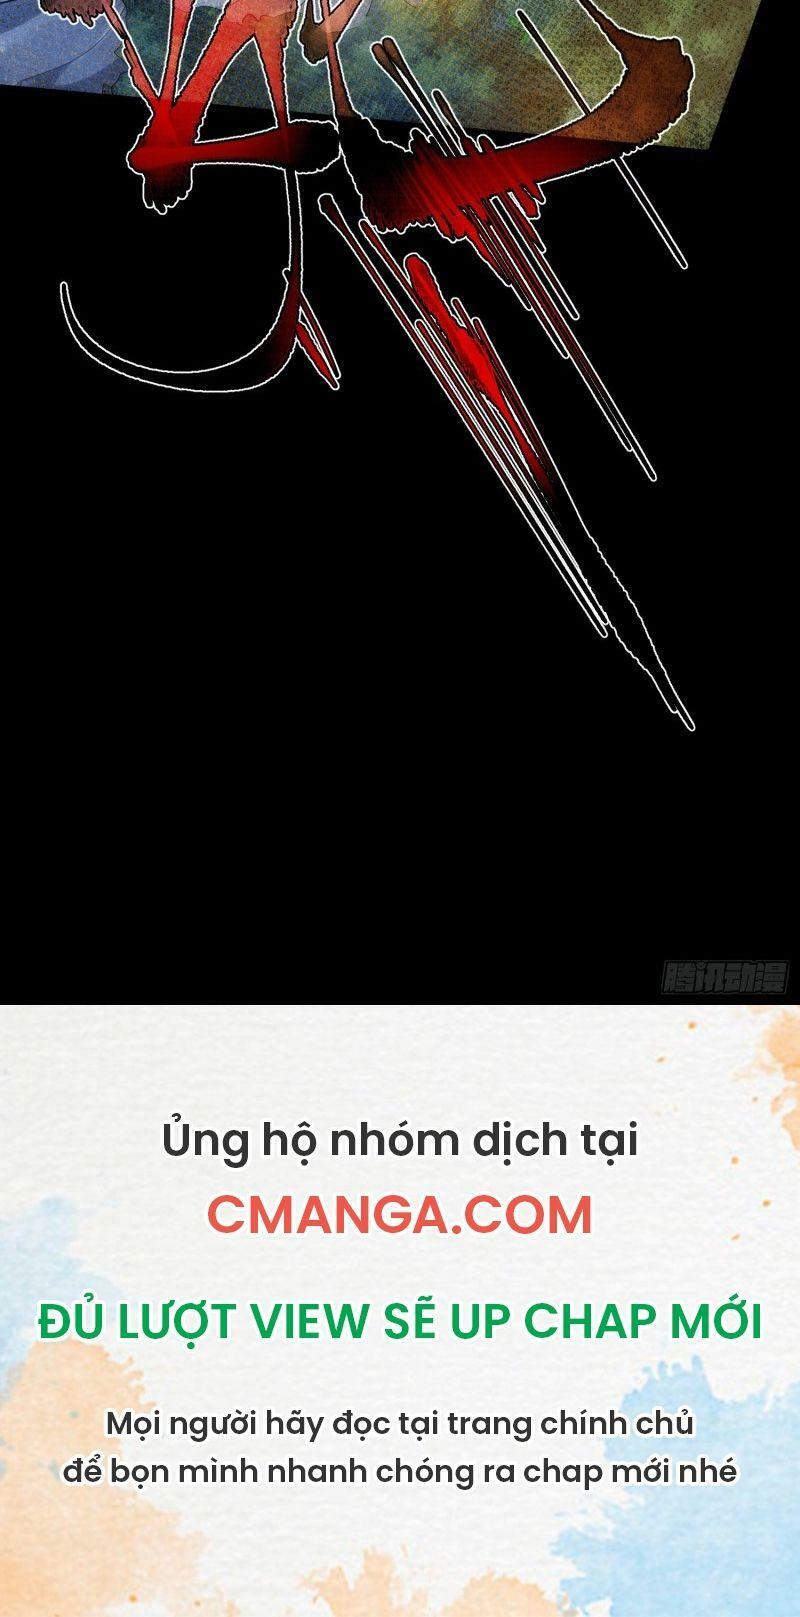 腾讯动漫
Ủng hộ nhóm dịch tại
CMANGA.COM
ĐỦ LƯỢT VIEW SẼ UP CHAP MỚI
Mọi người hãy đọc tại trang chính chủ
để bọn mình nhanh chóng ra chap mới nhé